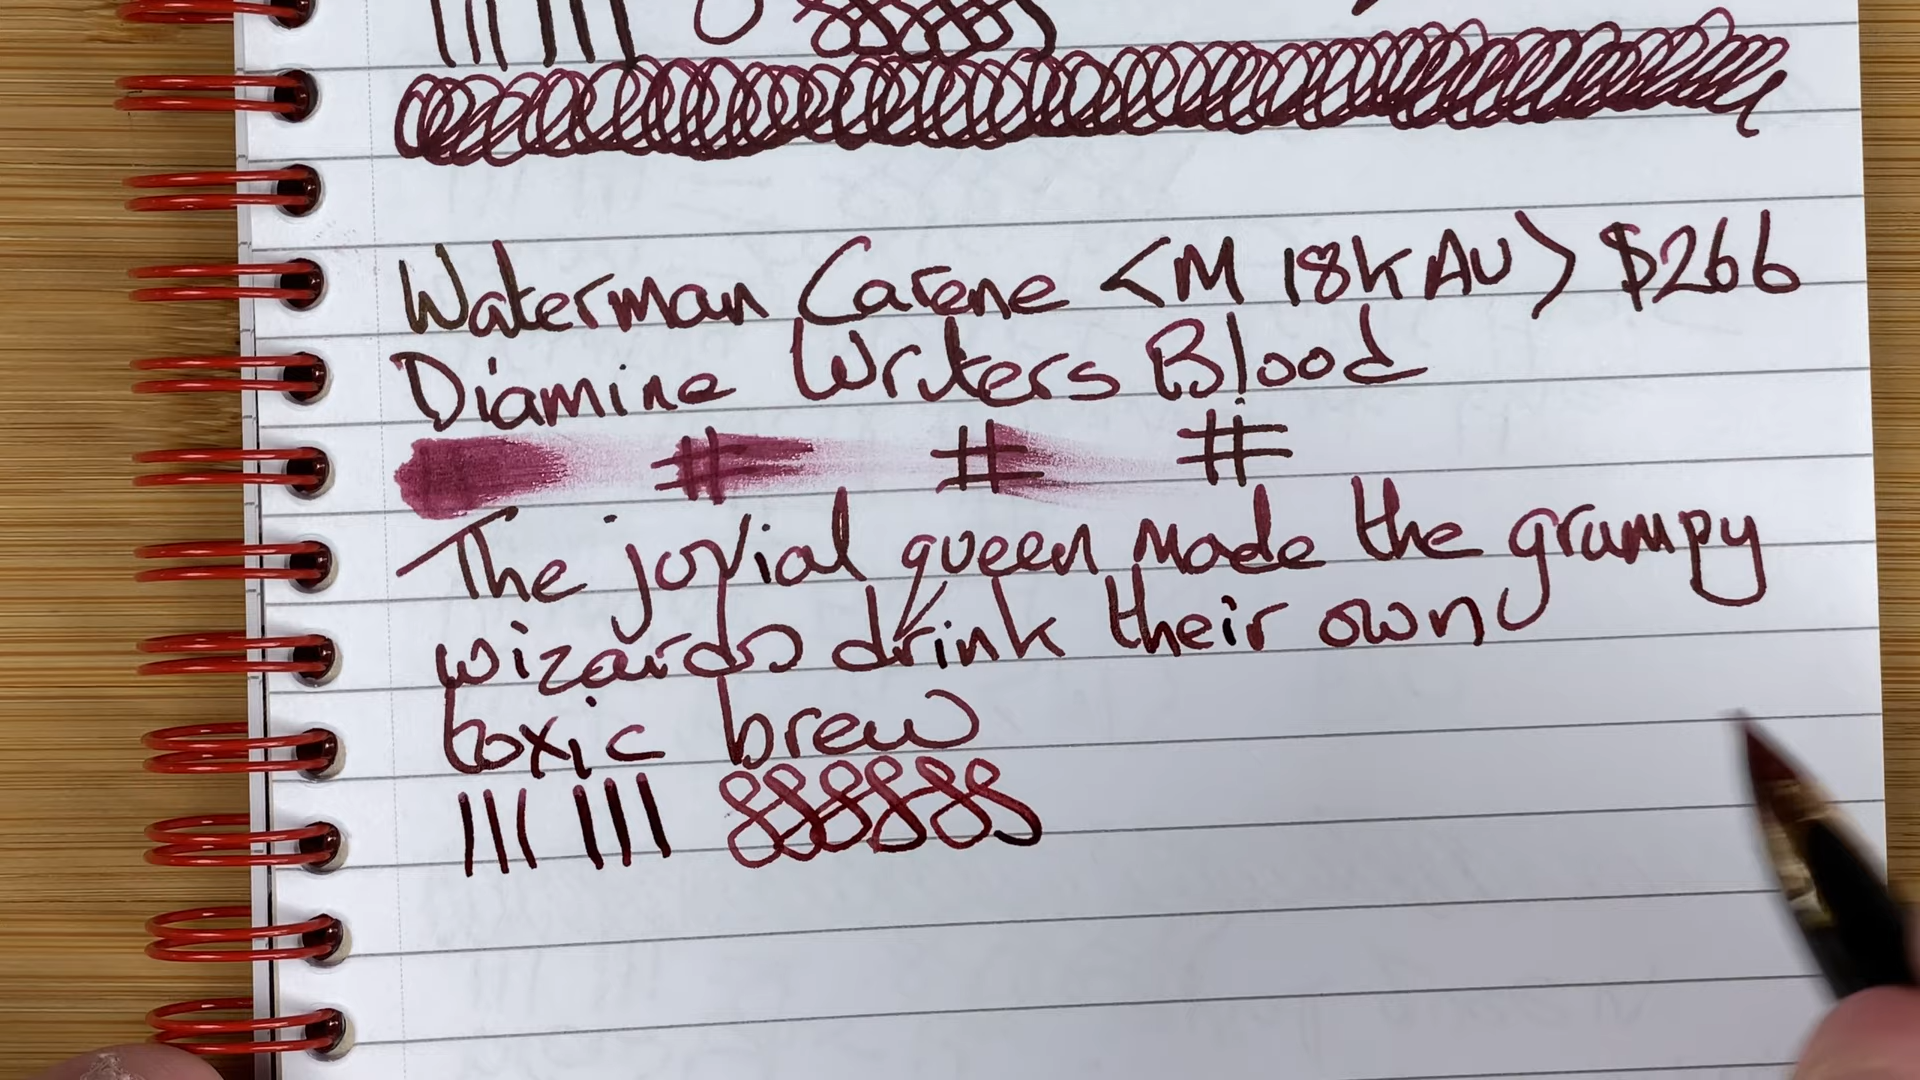 Waterman Carene <M 18K AU> $266
Diamine Writers Blood
# # #
The jovial queen made the grumpy
wizards drink their own
toxic brew